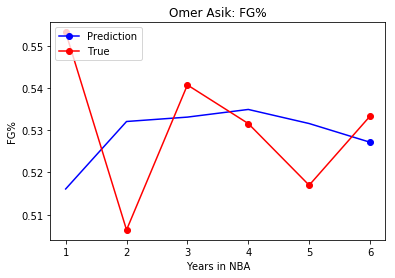 Omer Asik: FG%
Prediction
True
FG%
0.55
0.54
0.53
0.52
0.51
1 2 3 4 5 6
Years in NBA